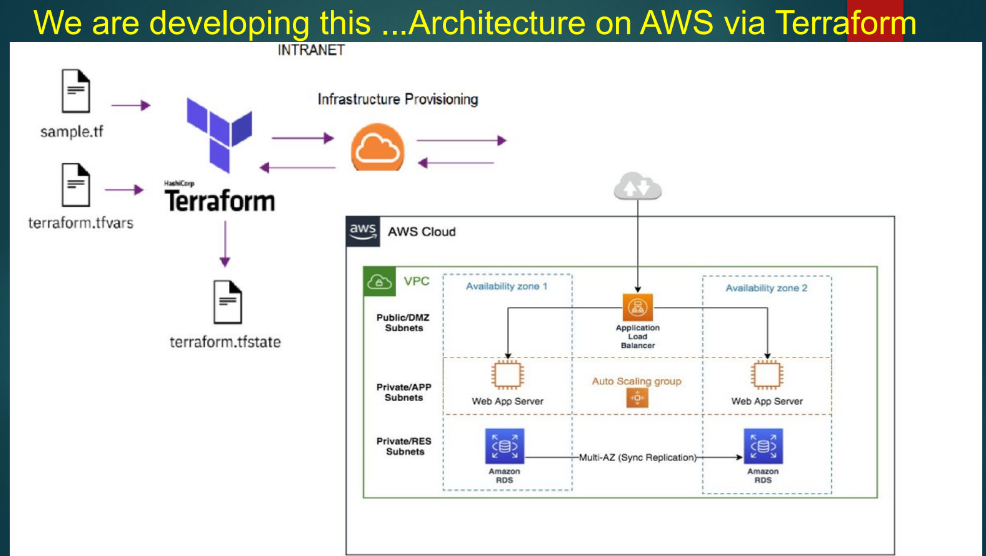 We are developing this ...Architecture on AWS via Terraform
INTRANET
Infrastructure Provisioning
sample.tf
terraform.tfvars
HashiCorp
Terraform
terraform.tfstate
aws
AWS Cloud
VPC
Availability zone 1
Availability zone 2
Public/DMZ
Subnets
Application
Load
Balancer
Private/APP
Subnets
Web App Server
Auto Scaling group
Web App Server
Private/RES
Subnets
Amazon
RDS
Multi-AZ (Sync Replication)
Amazon
RDS